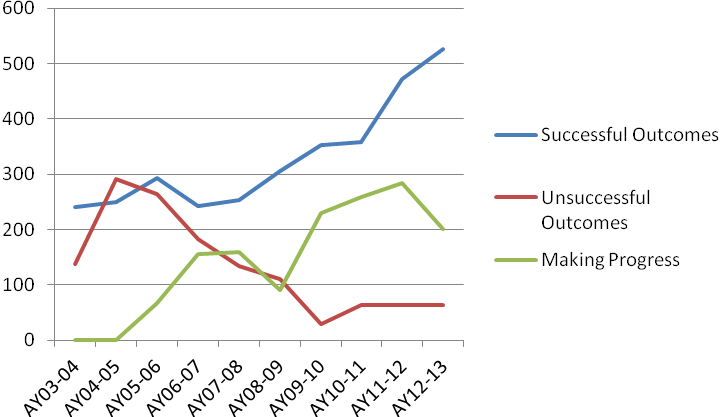 600
500
400
300
200
100
0
AY03-04
AY04-05
AY05-06
AY06-07
AY07-08
AY08-09
AY09-10
AY10-11
AY11-12
AY12-13
Successful Outcomes
Unsuccessful
Outcomes
Making Progress